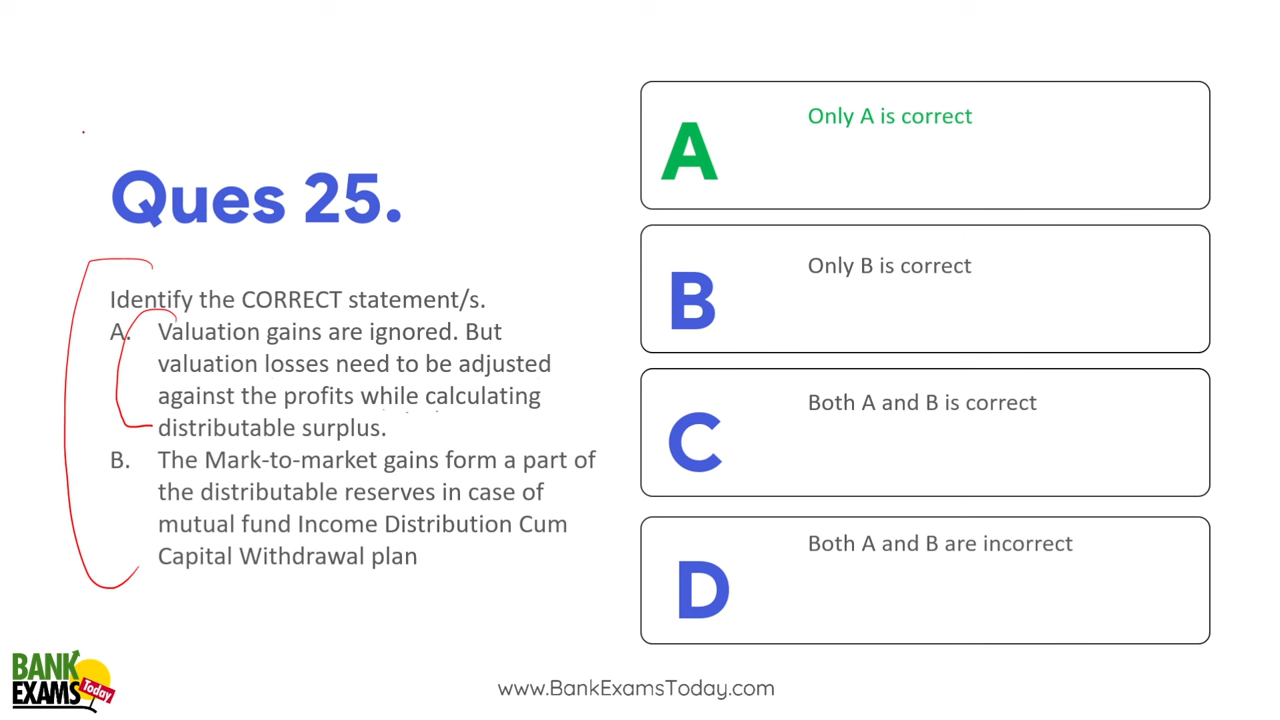 Ques 25.
Identify the CORRECT statement/s.
A. Valuation gains are ignored. But
valuation losses need to be adjusted
against the profits while calculating
distributable surplus.
B. The Mark-to-market gains form a part of
the distributable reserves in case of
mutual fund Income Distribution Cum
Capital Withdrawal plan
A Only A is correct
B Only B is correct
C Both A and B is correct
D Both A and B are incorrect
BANK
EXAMS Today
www.BankExamsToday.com